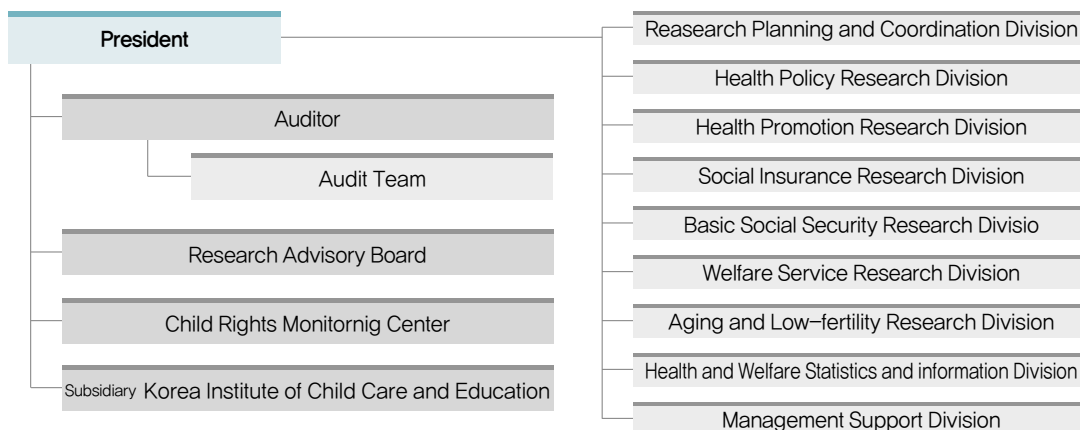 President
Auditor
Audit Team
Research Advisory Board
Child Rights Monitornig Center
Subsidiary Korea Institute of Child Care and Education
Reasearch Planning and Coordination Division
Health Policy Research Division
Health Promotion Research Division
Social Insurance Research Division
Basic Social Security Research Divisio
Welfare Service Research Division
Aging and Low-fertility Research Division
Health and Welfare Statistics and information Division
Management Support Division